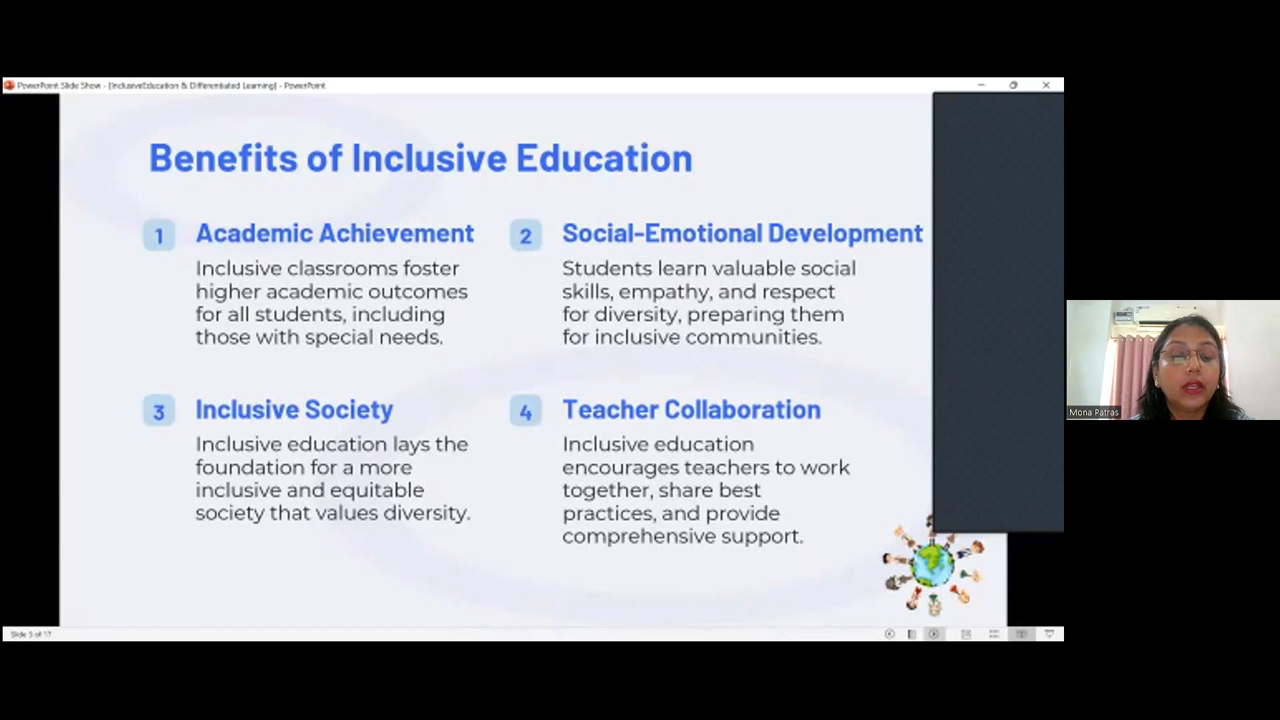 PowerPoint Slide Show - [InclusiveEducation & Differentiated Learning] - PowerPoint
Benefits of Inclusive Education
1
Academic Achievement
Inclusive classrooms foster
higher academic outcomes
for all students, including
those with special needs.
2
Social-Emotional Development
Students learn valuable social
skills, empathy, and respect
for diversity, preparing them
for inclusive communities.
3
Inclusive Society
Inclusive education lays the
foundation for a more
inclusive and equitable
society that values diversity.
4
Teacher Collaboration
Inclusive education
encourages teachers to work
together, share best
practices, and provide
comprehensive support.
Mona Patras
Slide 5 of 17